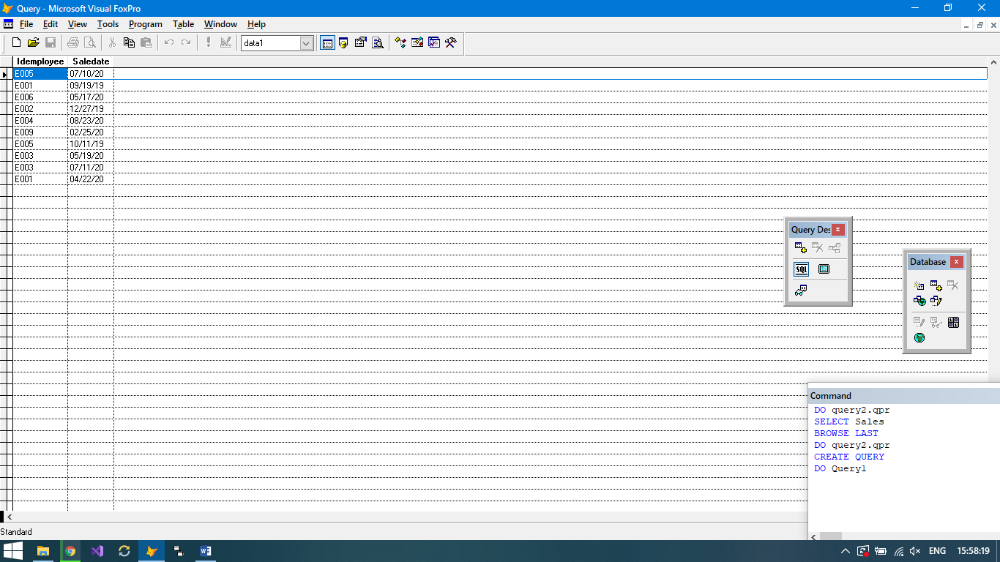 Query - Microsoft Visual FoxPro
File Edit View Tools Program Table Window Help
data1
Idemployee Saledate
E005 07/10/20
E001 09/19/19
E006 05/17/20
E002 12/27/19
E004 08/23/20
E009 02/25/20
E005 10/11/19
E003 05/19/20
E003 07/11/20
E001 04/22/20
Query Des
SQL
Database
Command
DO query2.qpr
SELECT Sales
BROWSE LAST
DO query2.qpr
CREATE QUERY
DO Query1
Standard
ENG 15:58:19